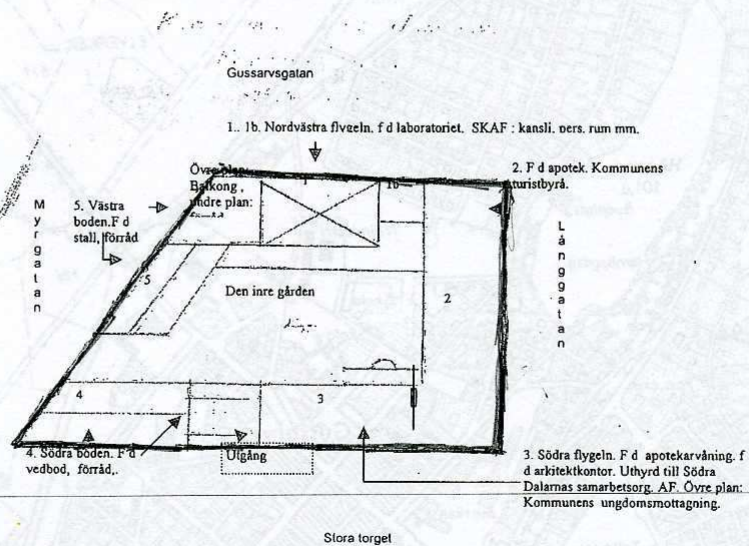 Gussarvsgatan
1.. 1b. Nordvästra flygeln. f d laboratoriet. SKAF : kansli. pers. rum mm.
Övre plan:
Balkong ,
undre plan:
1b
2. F d apotek. Kommunens
turistbyrå.
5. Västra
boden.F d
stall, förråd
Myrgatan
Långgatan
5
Den inre gården
2
4
3
4. Södra boden. F d
vedbod, förråd,.
Utgång
3. Södra flygeln. F d apotekarvåning. f
d arkitektkontor. Uthyrd till Södra
Dalarnas samarbetsorg. AF. Övre plan:
Kommunens ungdomsmottagning.
Stora torget